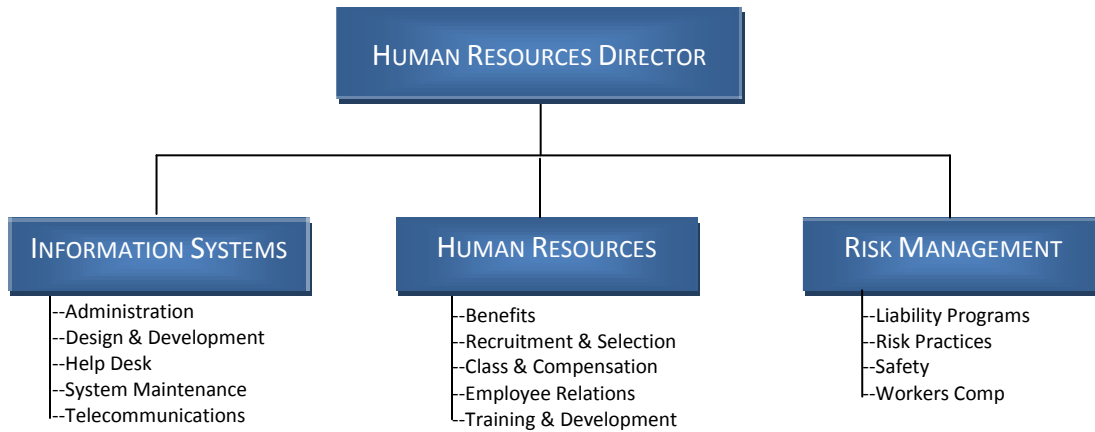 HUMAN RESOURCES DIRECTOR
INFORMATION SYSTEMS
--Administration
--Design & Development
--Help Desk
--System Maintenance
--Telecommunications
HUMAN RESOURCES
--Benefits
--Recruitment & Selection
--Class & Compensation
--Employee Relations
--Training & Development
RISK MANAGEMENT
--Liability Programs
--Risk Practices
--Safety
--Workers Comp